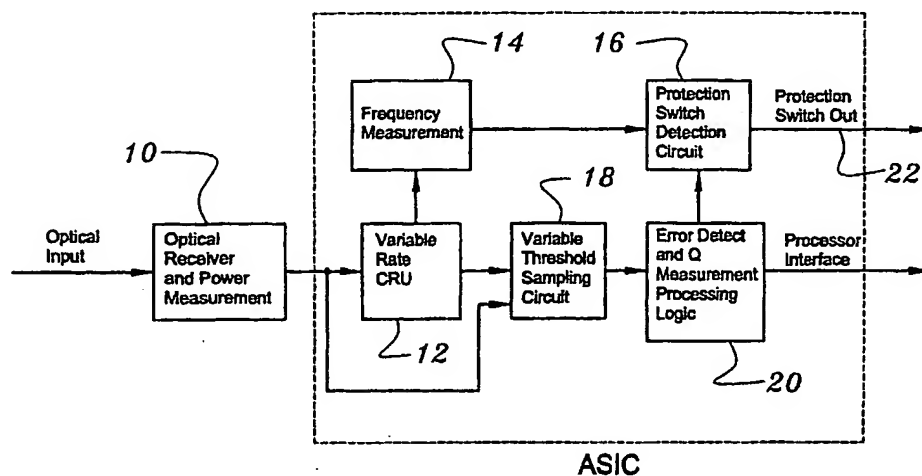 14
16
Frequency
Measurement
Protection
Switch
Detection
Circuit
Protection
Switch Out
22
10
18
Optical
Input
Optical
Receiver
and Power
Measurement
Variable
Rate
CRU
Variable
Threshold
Sampling
Circuit
Error Detect
and Q
Measurement
Processing
Logic
Processor
Interface
12
20
ASIC